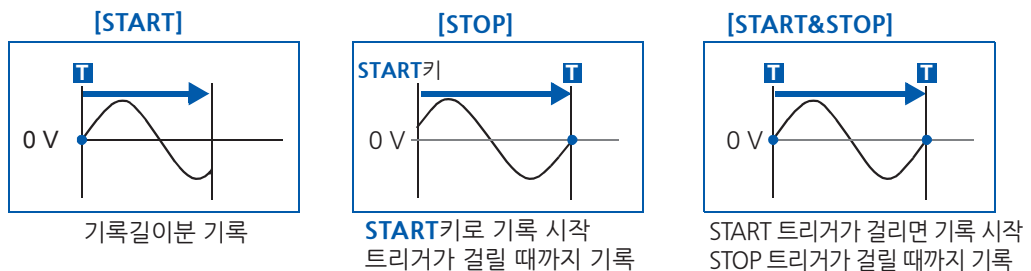 [START]
T
0 V
기록길이분 기록
[STOP]
START키
T
0 V
START키로 기록 시작
트리거가 걸릴 때까지 기록
[START&STOP]
T
T
0 V
START 트리거가 걸리면 기록 시작
STOP 트리거가 걸릴 때까지 기록